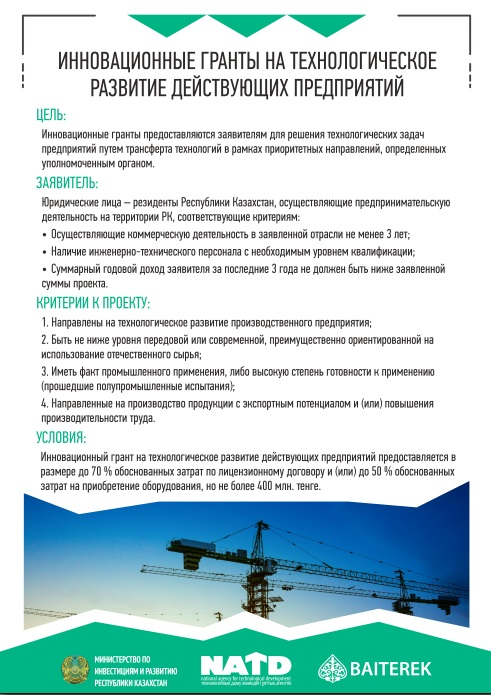 ИННОВАЦИОННЫЕ ГРАНТЫ НА ТЕХНОЛОГИЧЕСКОЕ
РАЗВИТИЕ ДЕЙСТВУЮЩИХ ПРЕДПРИЯТИЙ
ЦЕЛЬ:
Инновационные гранты предоставляются заявителям для решения технологических задач
предприятий путем трансферта технологий в рамках приоритетных направлений, определенных
уполномоченным органом.
ЗАЯВИТЕЛЬ:
Юридические лица – резиденты Республики Казахстан, осуществляющие предпринимательскую
деятельность на территории РК, соответствующие критериям:
• Осуществляющие коммерческую деятельность в заявленной отрасли не менее 3 лет;
• Наличие инженерно-технического персонала с необходимым уровнем квалификации;
• Суммарный годовой доход заявителя за последние 3 года не должен быть ниже заявленной
суммы проекта.
КРИТЕРИИ К ПРОЕКТУ:
1. Направлены на технологическое развитие производственного предприятия;
2. Быть не ниже уровня передовой или современной, преимущественно ориентированной на
использование отечественного сырья;
3. Иметь факт промышленного применения, либо высокую степень готовности к применению
(прошедшие полупромышленные испытания);
4. Направленные на производство продукции с экспортным потенциалом и (или) повышения
производительности труда.
УСЛОВИЯ:
Инновационный грант на технологическое развитие действующих предприятий предоставляется в
размере до 70 % обоснованных затрат по лицензионному договору и (или) до 50 % обоснованных
затрат на приобретение оборудования, но не более 400 млн. тенге.
МИНИСТЕРСТВО ПО
ИНВЕСТИЦИЯМ И РАЗВИТИЮ
РЕСПУБЛИКИ КАЗАХСТАН
NATD
national agency for technological development
BAITEREK